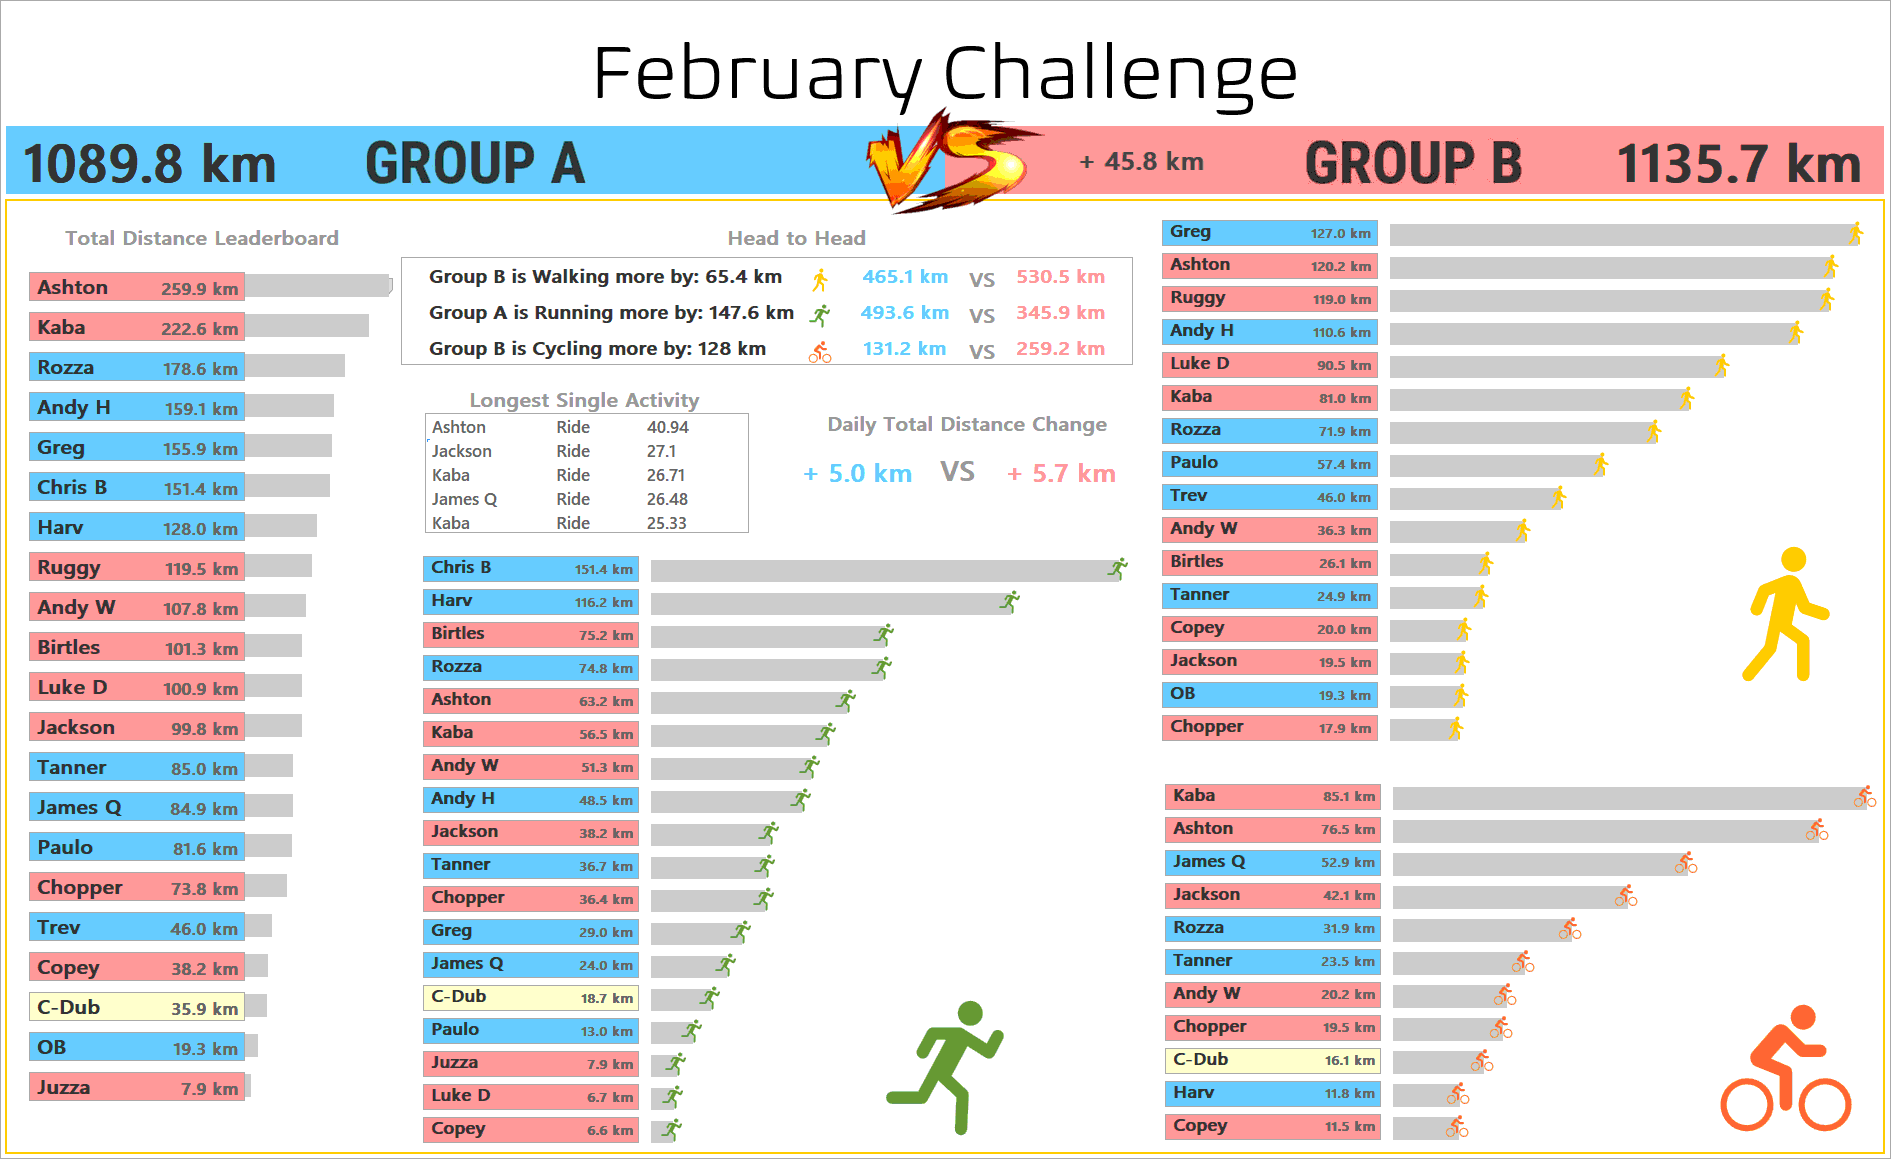 February Challenge
1089.8 km GROUP A VS + 45.8 km GROUP B 1135.7 km
Total Distance Leaderboard
Ashton 259.9 km
Kaba 222.6 km
Rozza 178.6 km
Andy H 159.1 km
Greg 155.9 km
Chris B 151.4 km
Harv 128.0 km
Ruggy 119.5 km
Andy W 107.8 km
Birtles 101.3 km
Luke D 100.9 km
Jackson 99.8 km
Tanner 85.0 km
James Q 84.9 km
Paulo 81.6 km
Chopper 73.8 km
Trev 46.0 km
Copey 38.2 km
C-Dub 35.9 km
OB 19.3 km
Juzza 7.9 km
Head to Head
Group B is Walking more by: 65.4 km 465.1 km VS 530.5 km
Group A is Running more by: 147.6 km 493.6 km VS 345.9 km
Group B is Cycling more by: 128 km 131.2 km VS 259.2 km
Longest Single Activity
Ashton Ride 40.94
Jackson Ride 27.1
Kaba Ride 26.71
James Q Ride 26.48
Kaba Ride 25.33
Daily Total Distance Change
+ 5.0 km VS + 5.7 km
Chris B 151.4 km
Harv 116.2 km
Birtles 75.2 km
Rozza 74.8 km
Ashton 63.2 km
Kaba 56.5 km
Andy W 51.3 km
Andy H 48.5 km
Jackson 38.2 km
Tanner 36.7 km
Chopper 36.4 km
Greg 29.0 km
James Q 24.0 km
C-Dub 18.7 km
Paulo 13.0 km
Juzza 7.9 km
Luke D 6.7 km
Copey 6.6 km
Greg 127.0 km
Ashton 120.2 km
Ruggy 119.0 km
Andy H 110.6 km
Luke D 90.5 km
Kaba 81.0 km
Rozza 71.9 km
Paulo 57.4 km
Trev 46.0 km
Andy W 36.3 km
Birtles 26.1 km
Tanner 24.9 km
Copey 20.0 km
Jackson 19.5 km
OB 19.3 km
Chopper 17.9 km
Kaba 85.1 km
Ashton 76.5 km
James Q 52.9 km
Jackson 42.1 km
Rozza 31.9 km
Tanner 23.5 km
Andy W 20.2 km
Chopper 19.5 km
C-Dub 16.1 km
Harv 11.8 km
Copey 11.5 km